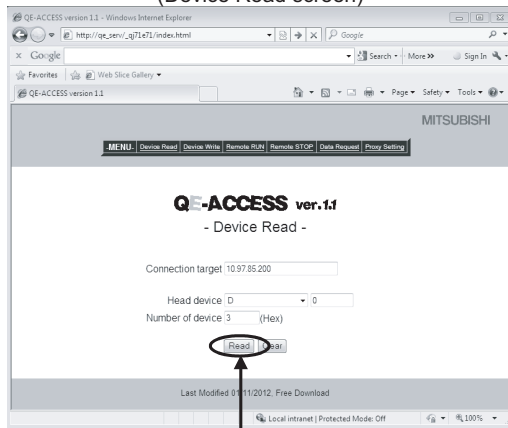 (Device Read screen)
QE-ACCESS version 1.1 - Windows Internet Explorer
http://qe_serv/_qj71e71/index.html
Google
x Google
Search
More >>
Sign In
Favorites
Web Slice Gallery
QE-ACCESS version 1.1
Page
Safety
Tools
MITSUBISHI
-MENU- Device Read Device Write Remote RUN Remote STOP Data Request Proxy Setting
QE-ACCESS ver.1.1
- Device Read -
Connection target 10.97.85.200
Head device D 0
Number of device 3 (Hex)
Read Clear
Last Modified 01/11/2012, Free Download
Local intranet | Protected Mode: Off
100%